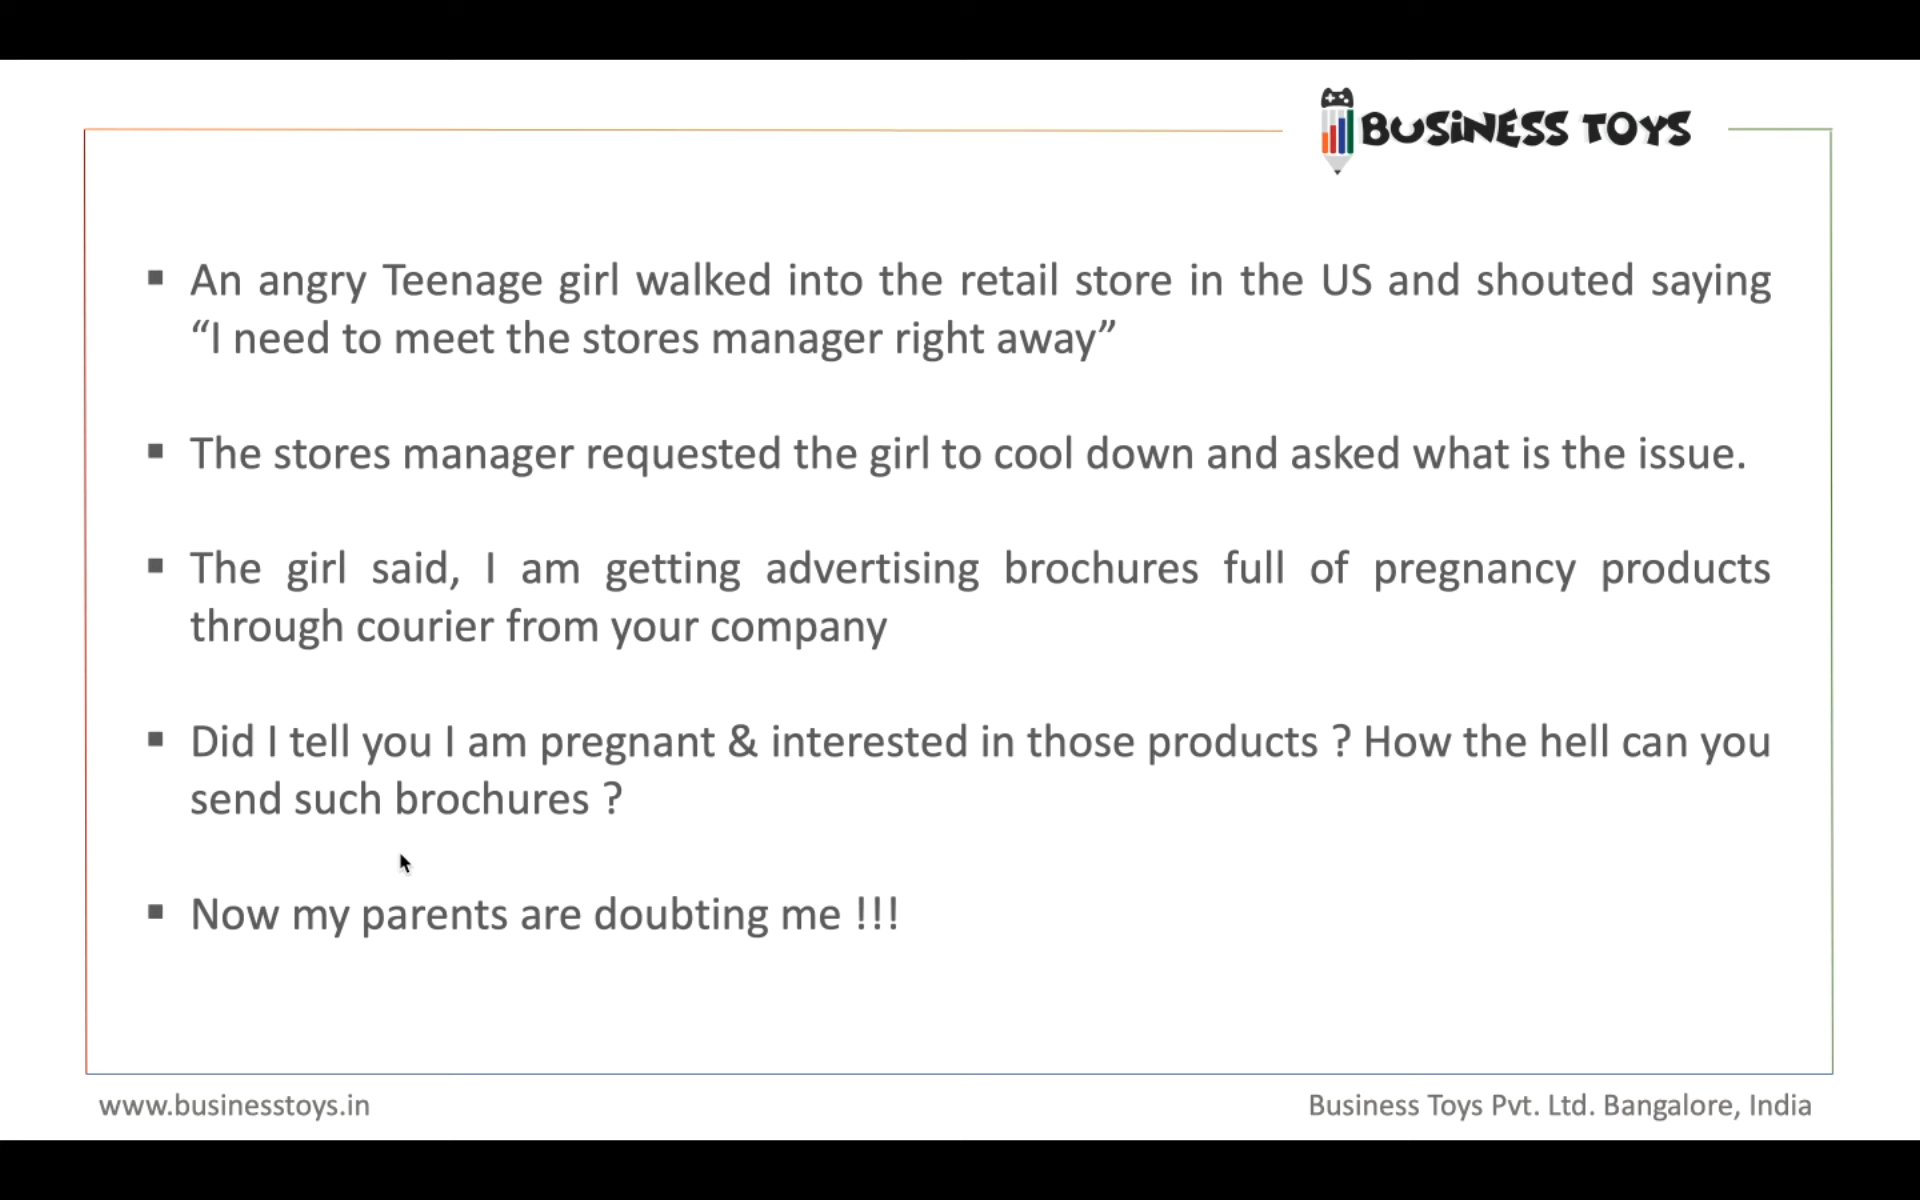 BUSINESS TOYS
▪ An angry Teenage girl walked into the retail store in the US and shouted saying
“I need to meet the stores manager right away”
▪ The stores manager requested the girl to cool down and asked what is the issue.
▪ The girl said, I am getting advertising brochures full of pregnancy products
through courier from your company
▪ Did I tell you I am pregnant & interested in those products ? How the hell can you
send such brochures ?
▪ Now my parents are doubting me !!!
www.businesstoys.in
Business Toys Pvt. Ltd. Bangalore, India